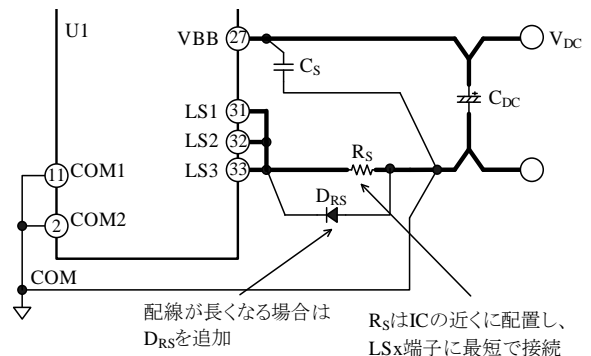 U1
VBB
27
V_DC
C_S
C_DC
LS1
31
LS2
32
LS3
33
R_S
D_RS
11
COM1
2
COM2
COM
配線が長くなる場合は
D_RSを追加
R_SはICの近くに配置し、
LSx端子に最短で接続